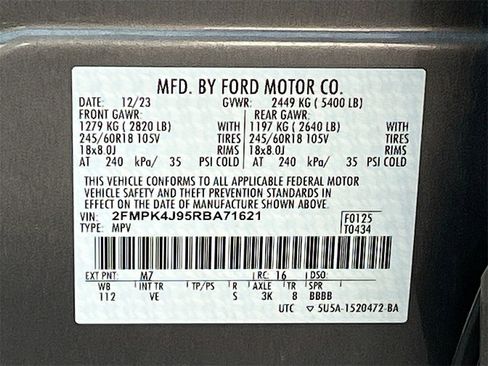 MFD. BY FORD MOTOR CO.
DATE: 12/23 GVWR: 2449 KG ( 5400 LB)
FRONT GAWR: REAR GAWR:
1279 KG ( 2820 LB) WITH 1197 KG ( 2640 LB) WITH
245/60R18 105V TIRES 245/60R18 105V TIRES
18x8.0J RIMS 18x8.0J RIMS
AT 240 kPa/ 35 PSI COLD AT 240 kPa/ 35 PSI COLD
THIS VEHICLE CONFORMS TO ALL APPLICABLE FEDERAL MOTOR
VEHICLE SAFETY AND THEFT PREVENTION STANDARDS IN
EFFECT ON THE DATE OF MANUFACTURE SHOWN ABOVE.
VIN: 2FMPK4J95RBA71621 F0125
TYPE: MPV T0434
EXT PNT: M7 RC: 16 DSO:
WB INT TR TP/PS R AXLE TR SPR
112 VE S 3K 8 BBBB
UTC ▽ 5U5A-1520472-BA